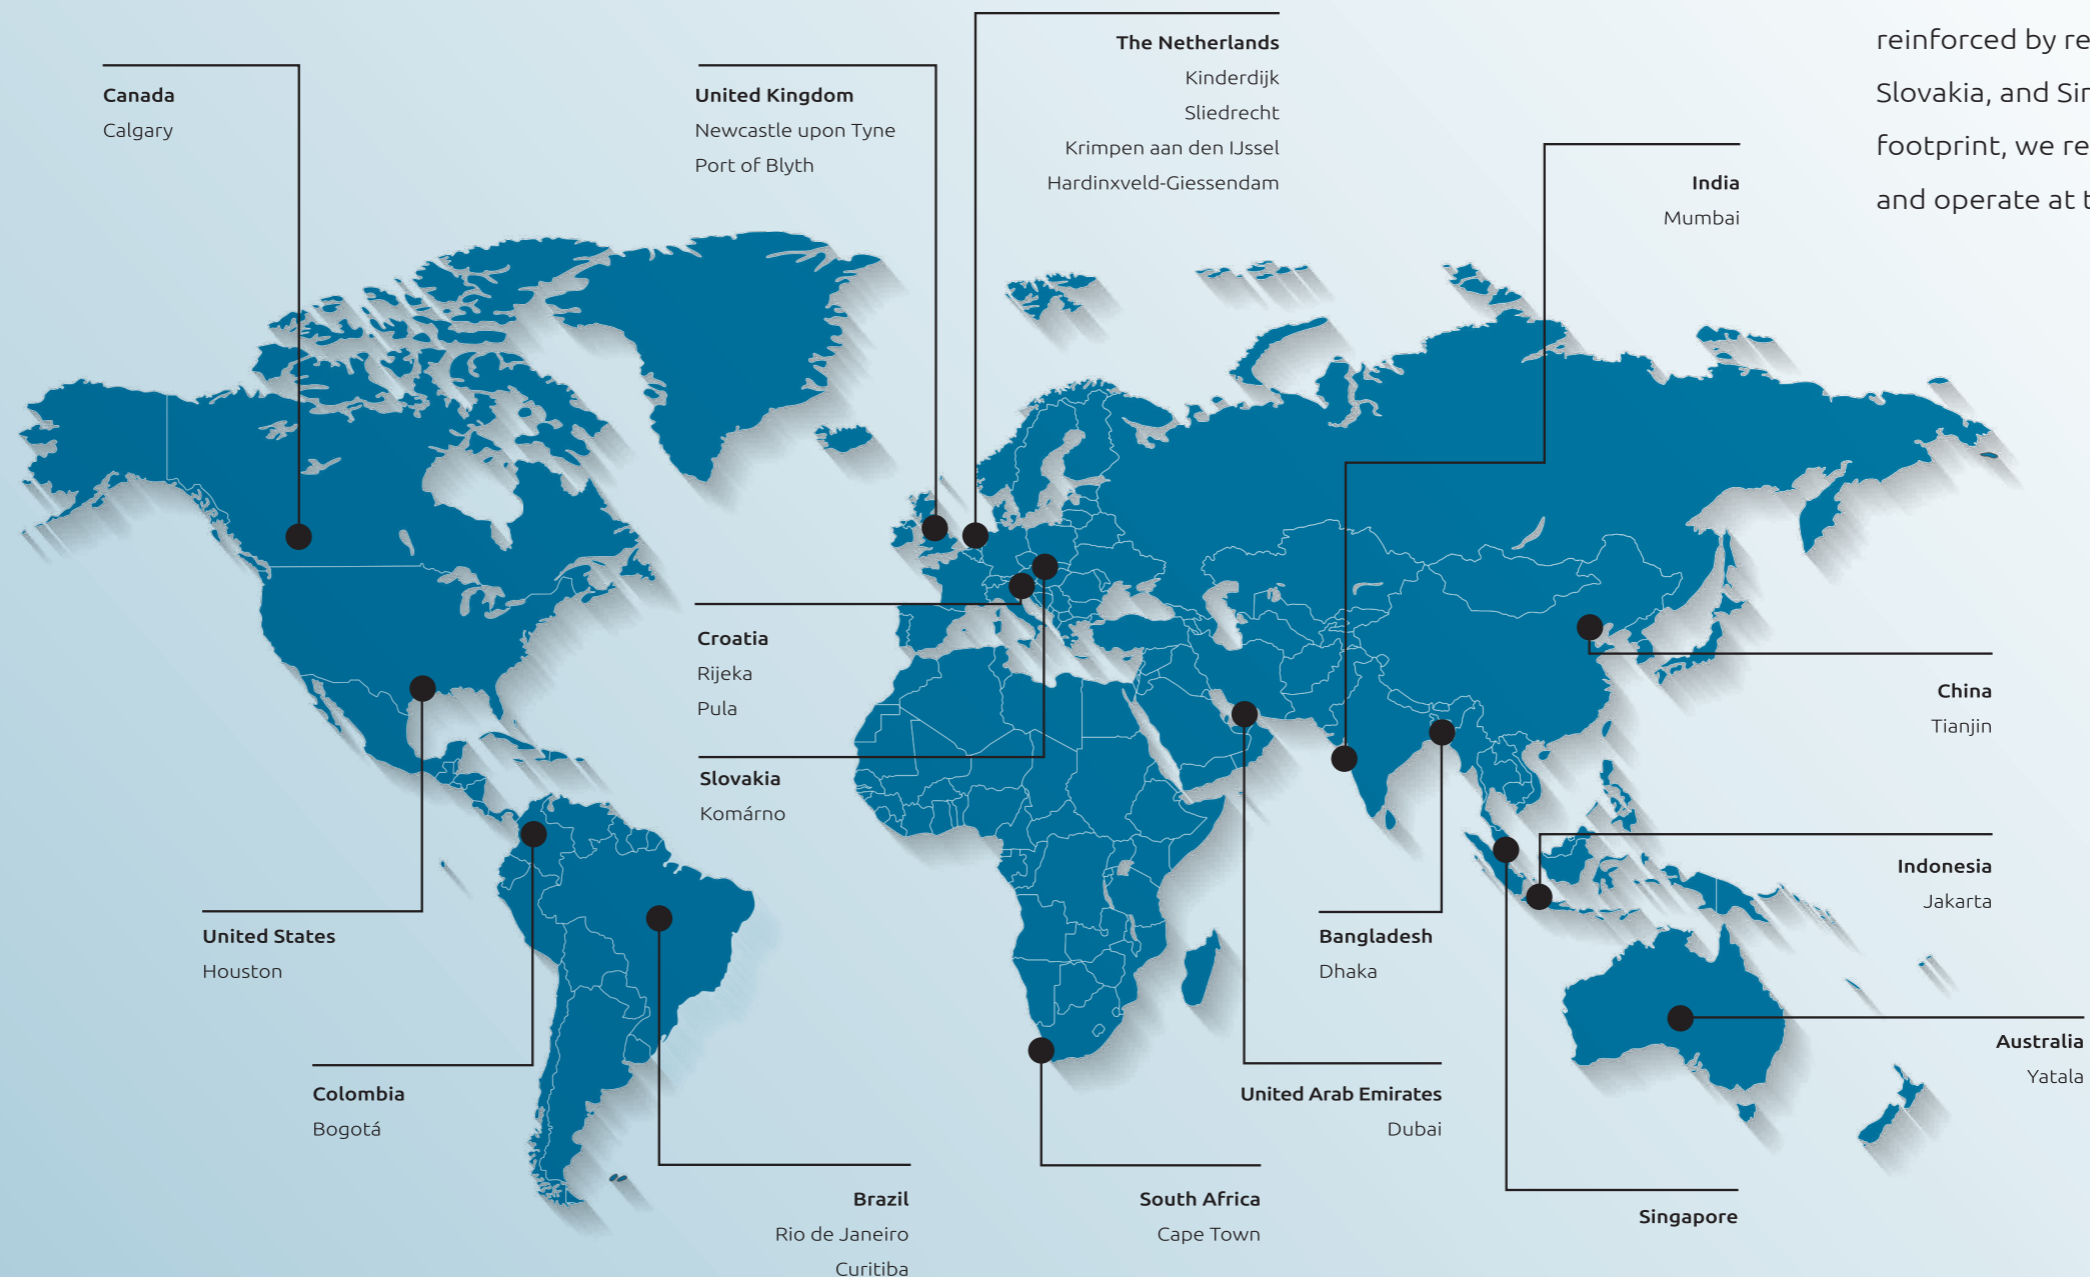 reinforced by re
Slovakia, and Sin
footprint, we re
and operate at t
Canada
Calgary
United Kingdom
Newcastle upon Tyne
Port of Blyth
The Netherlands
Kinderdijk
Sliedrecht
Krimpen aan den IJssel
Hardinxveld-Giessendam
India
Mumbai
Croatia
Rijeka
Pula
Slovakia
Komárno
China
Tianjin
Indonesia
Jakarta
United States
Houston
Bangladesh
Dhaka
Australia
Yatala
Colombia
Bogotá
United Arab Emirates
Dubai
Brazil
Rio de Janeiro
Curitiba
South Africa
Cape Town
Singapore